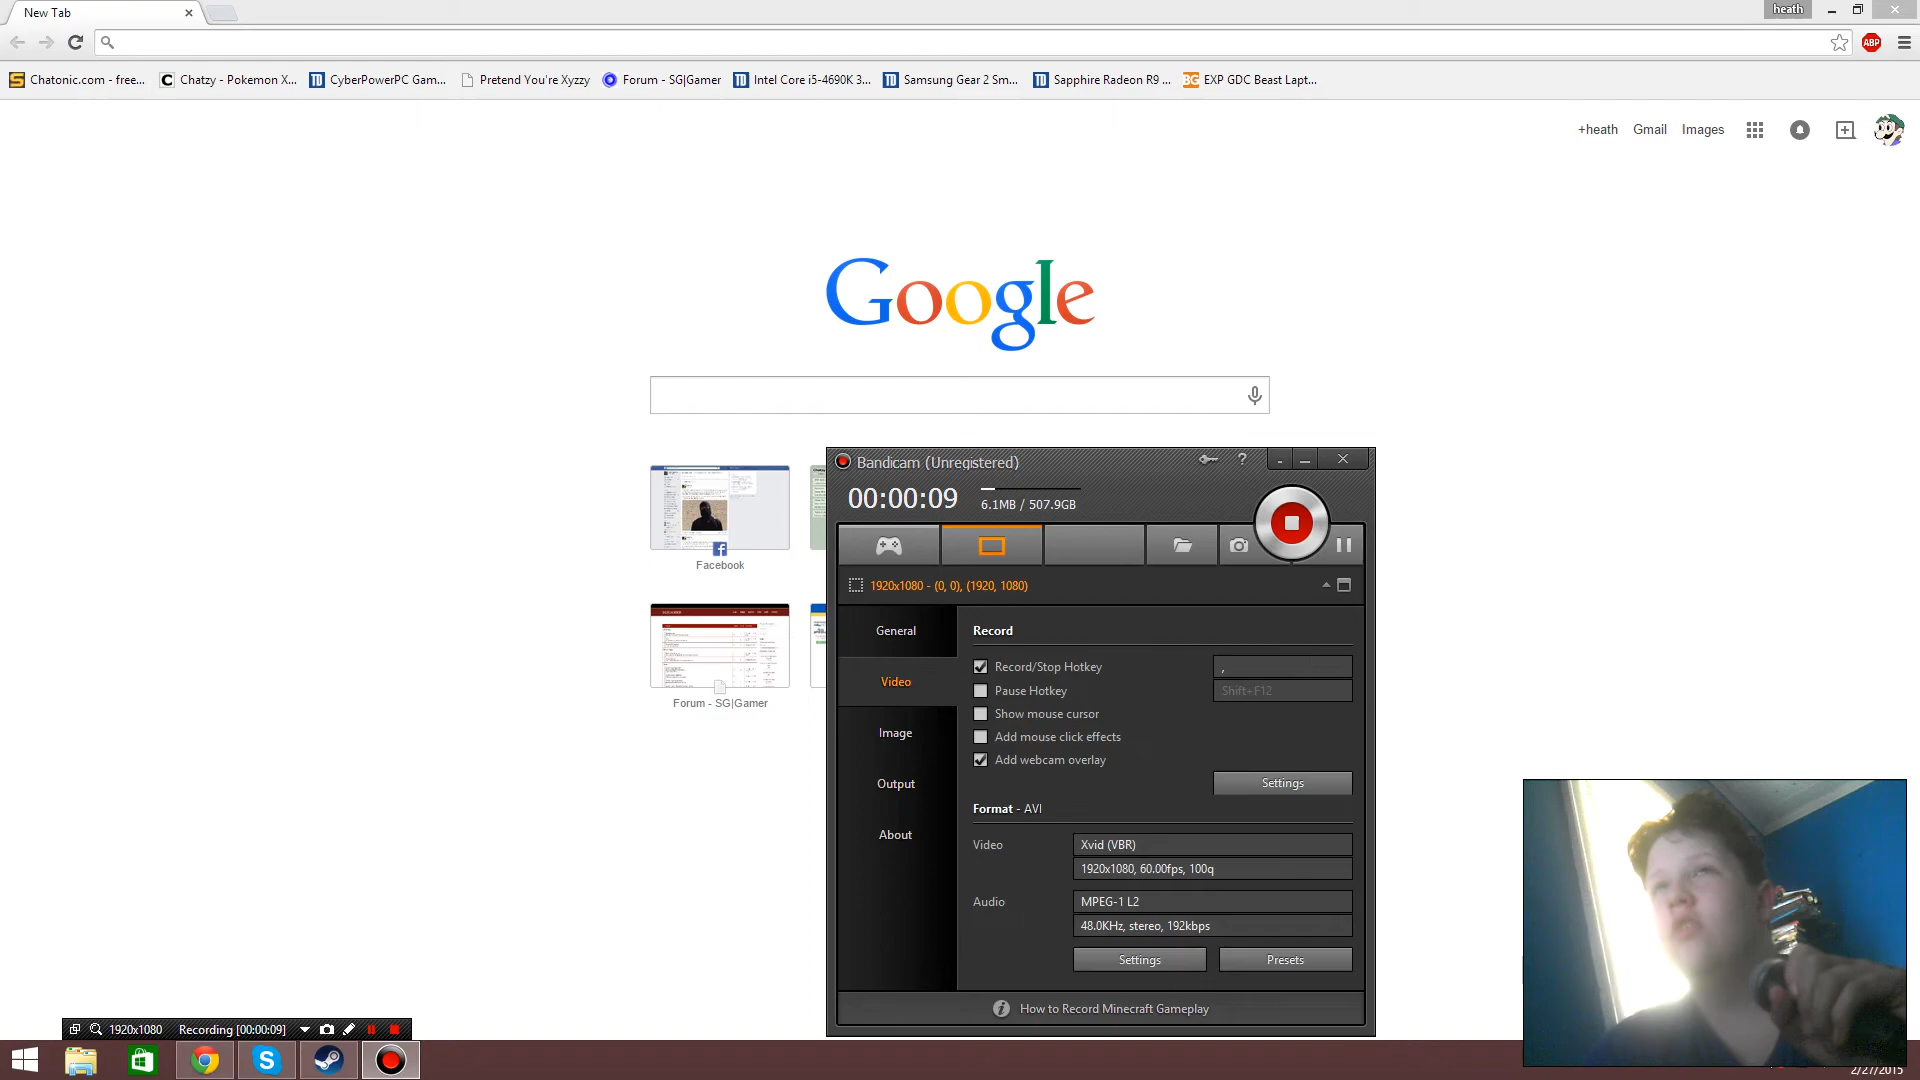 New Tab
heath
ABP
Chatonic.com - free...
Chatzy - Pokemon X...
CyberPowerPC Gam...
Pretend You're Xyzzy
Forum - SG|Gamer
Intel Core i5-4690K 3...
Samsung Gear 2 Sm...
Sapphire Radeon R9 ...
EXP GDC Beast Lapt...
+heath
Gmail
Images
Google
Bandicam (Unregistered)
00:00:09
6.1MB / 507.9GB
1920x1080 - (0, 0), (1920, 1080)
Facebook
Forum - SG|Gamer
General
Video
Image
Output
About
Record
Record/Stop Hotkey
,
Pause Hotkey
Shift+F12
Show mouse cursor
Add mouse click effects
Add webcam overlay
Settings
Format - AVI
Video
Xvid (VBR)
1920x1080, 60.00fps, 100q
Audio
MPEG-1 L2
48.0KHz, stereo, 192kbps
Settings
Presets
How to Record Minecraft Gameplay
1920x1080
Recording [00:00:09]
2/27/2015